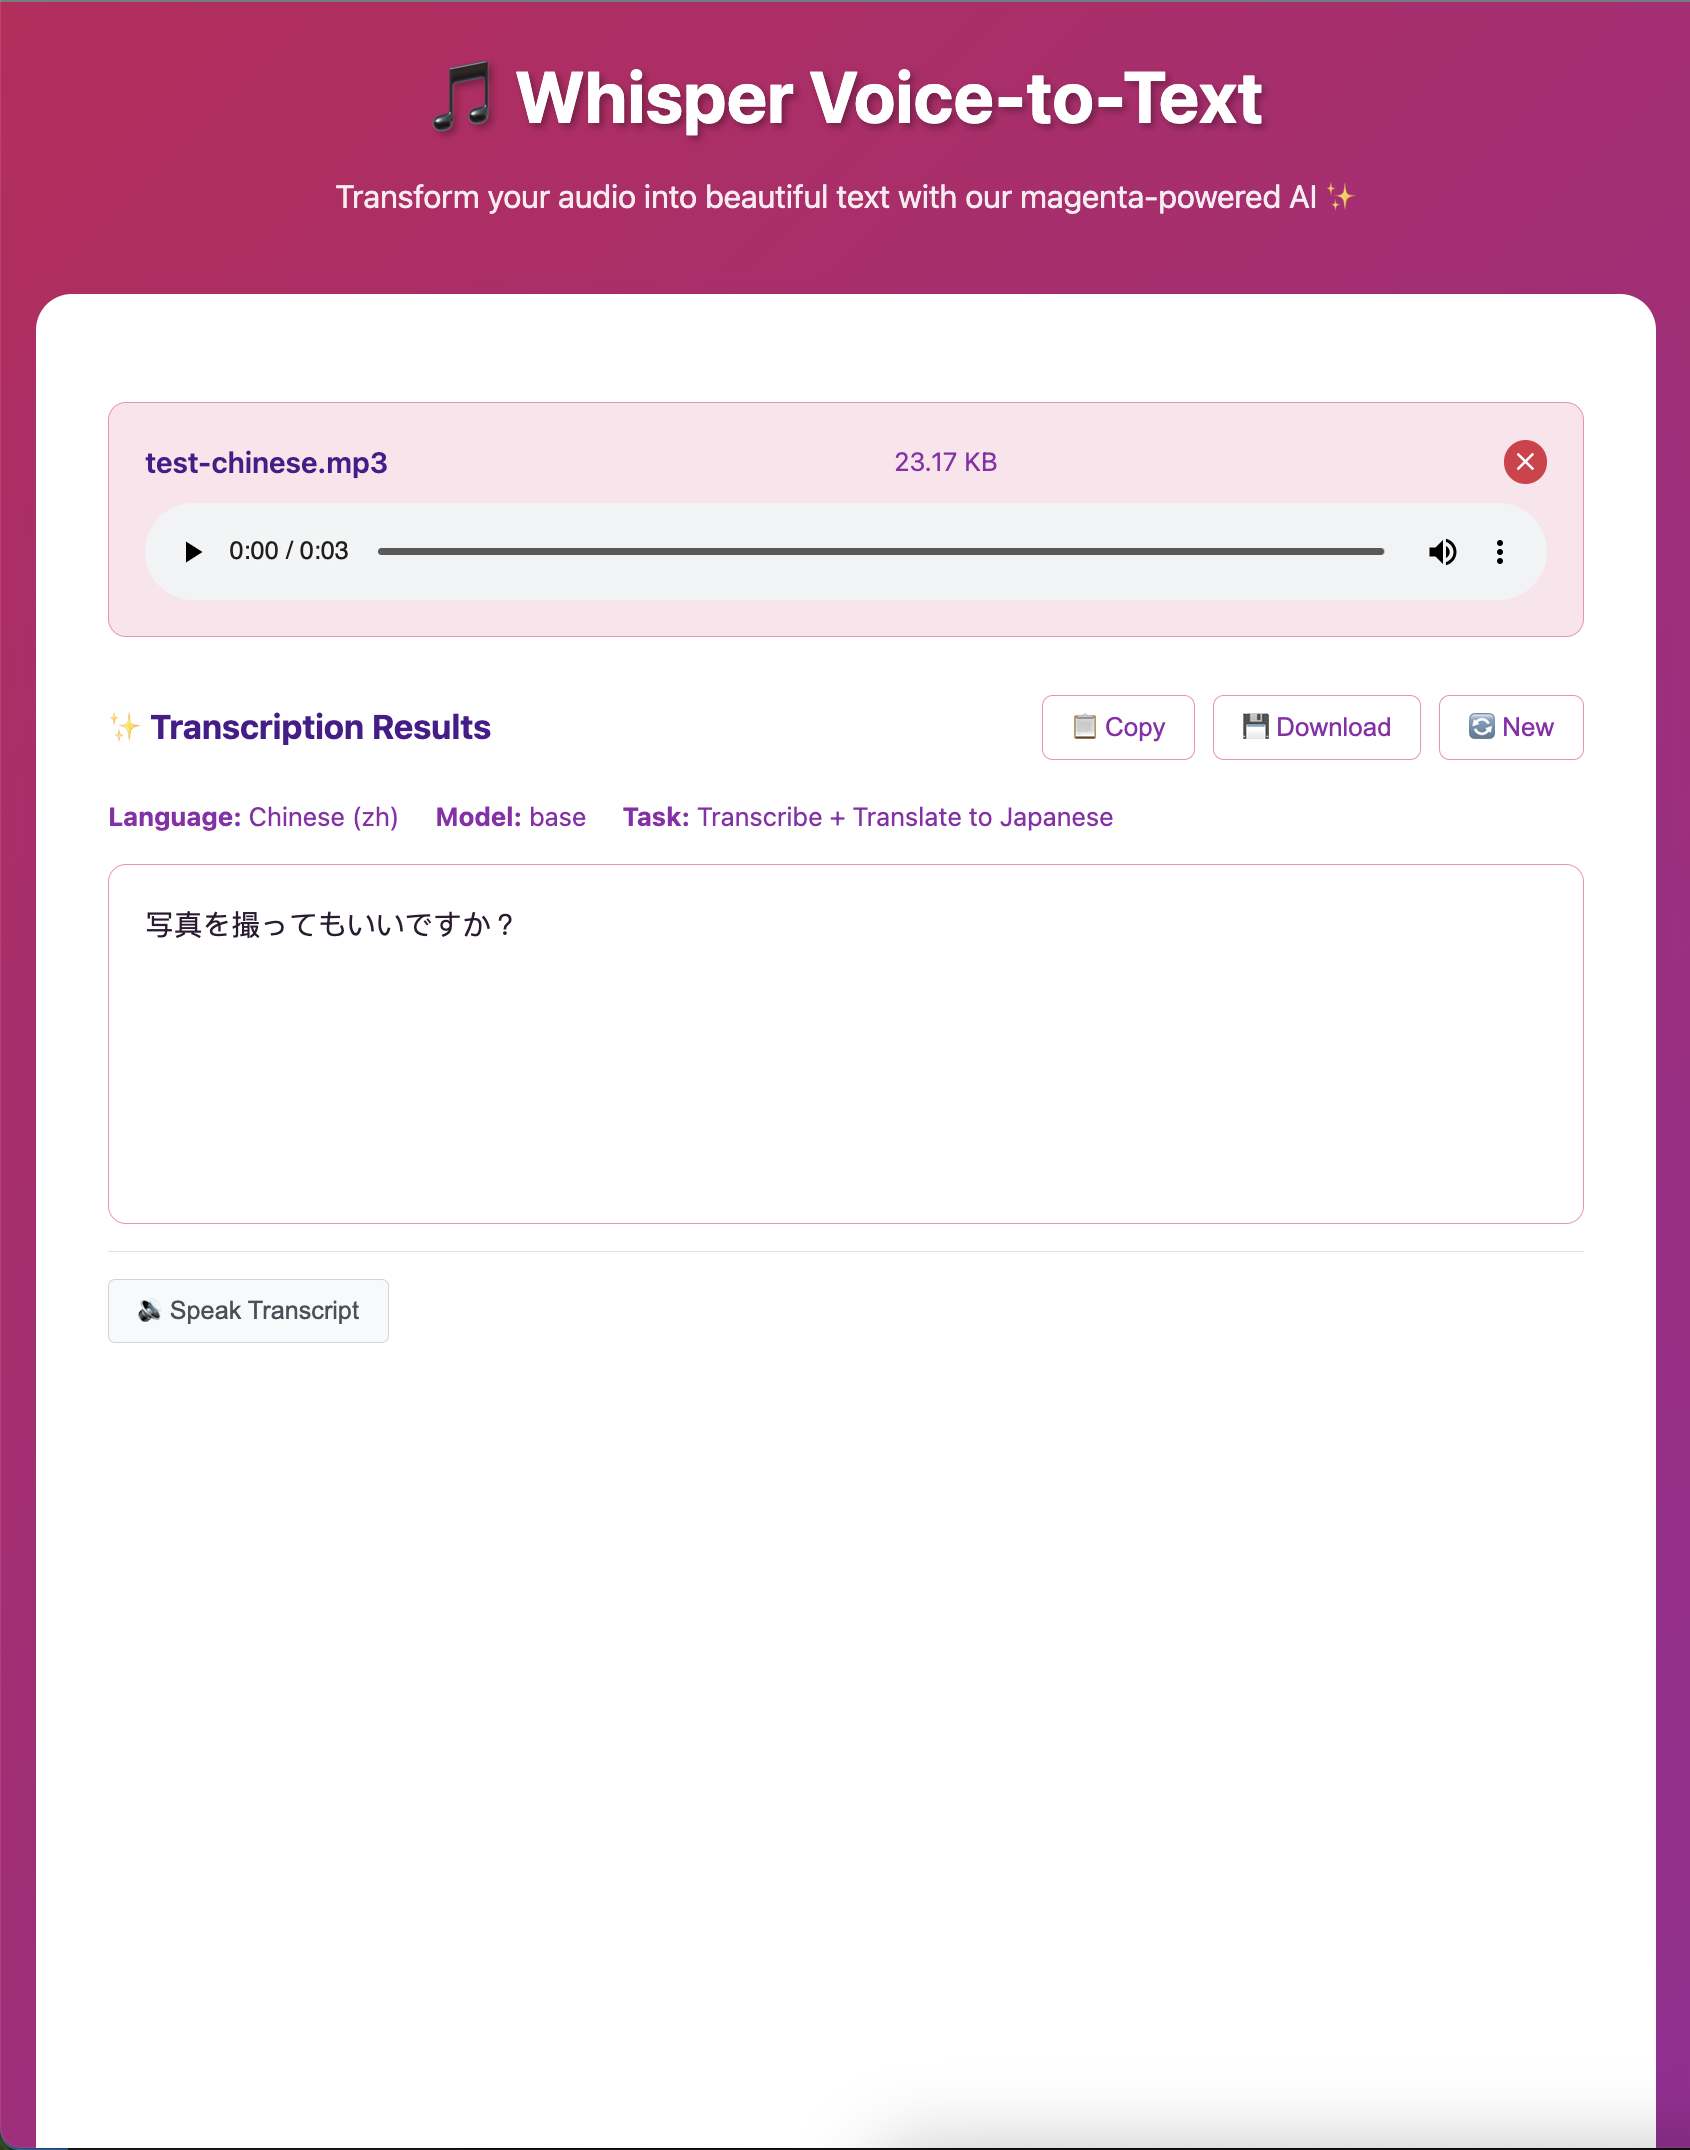 🎵 Whisper Voice-to-Text
Transform your audio into beautiful text with our magenta-powered AI ✨
test-chinese.mp3
23.17 KB
0:00 / 0:03
✨ Transcription Results
📋 Copy
💾 Download
🔄 New
Language: Chinese (zh) Model: base Task: Transcribe + Translate to Japanese
写真を撮ってもいいですか？
🔊 Speak Transcript